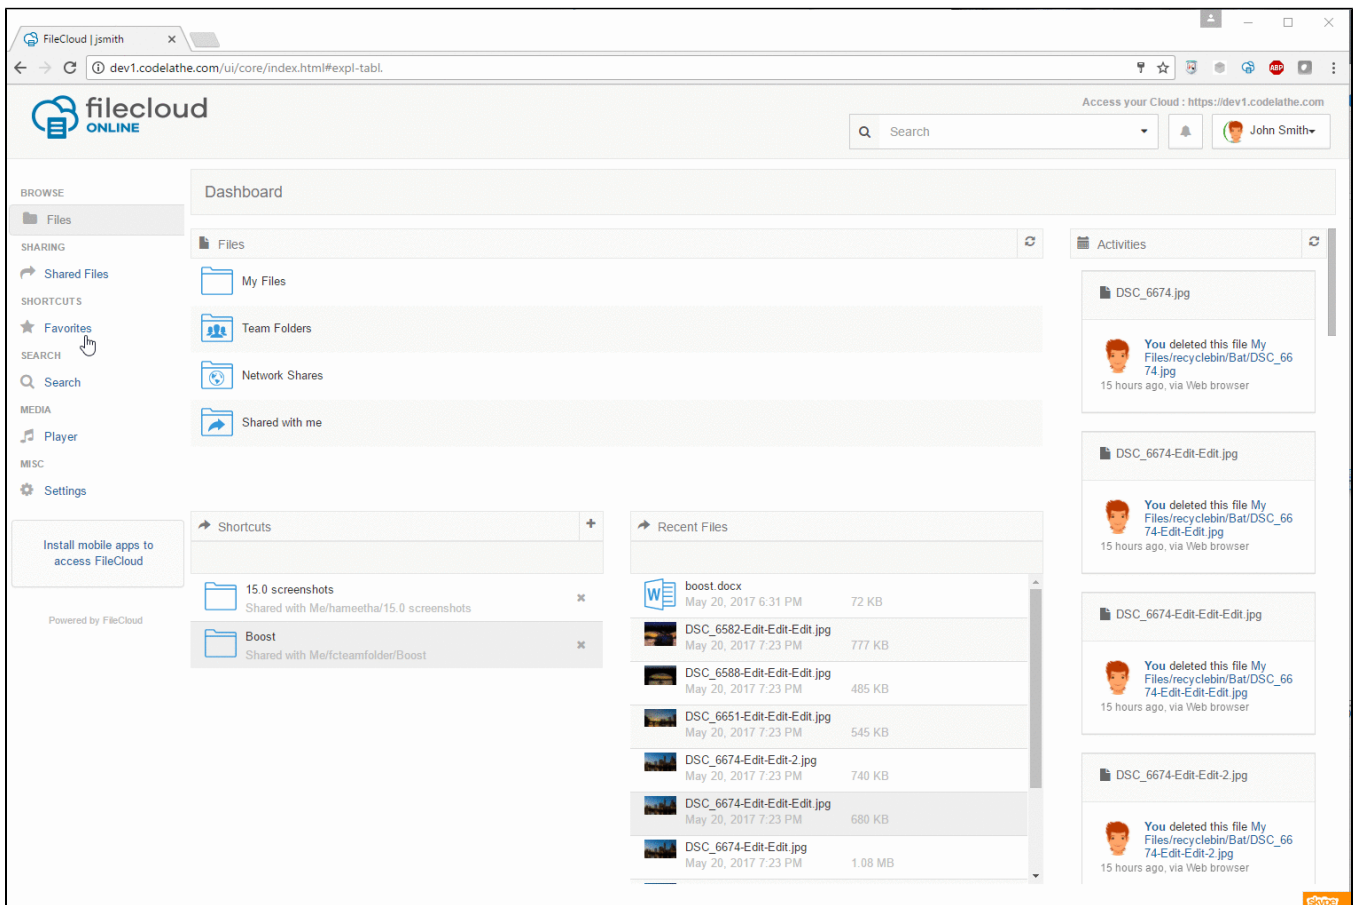 FileCloud | jsmith
dev1.codelathe.com/ui/core/index.html#expl-tabl.
ABP
filecloud
ONLINE
Access your Cloud : https://dev1.codelathe.com
Search
John Smith
BROWSE
Files
SHARING
Shared Files
SHORTCUTS
Favorites
SEARCH
Search
MEDIA
Player
MISC
Settings
Install mobile apps to
access FileCloud
Powered by FileCloud
Dashboard
Files
My Files
Team Folders
Network Shares
Shared with me
Shortcuts
15.0 screenshots
Shared with Me/hameetha/15.0 screenshots
Boost
Shared with Me/fcteamfolder/Boost
Recent Files
W
boost.docx
May 20, 2017 6:31 PM 72 KB
DSC_6582-Edit-Edit-Edit.jpg
May 20, 2017 7:23 PM 777 KB
DSC_6588-Edit-Edit-Edit.jpg
May 20, 2017 7:23 PM 485 KB
DSC_6651-Edit-Edit-Edit.jpg
May 20, 2017 7:23 PM 545 KB
DSC_6674-Edit-Edit-2.jpg
May 20, 2017 7:23 PM 740 KB
DSC_6674-Edit-Edit-Edit.jpg
May 20, 2017 7:23 PM 680 KB
DSC_6674-Edit-Edit.jpg
May 20, 2017 7:23 PM 1.08 MB
Activities
DSC_6674.jpg
You deleted this file My
Files/recyclebin/Bat/DSC_66
74.jpg
15 hours ago, via Web browser
DSC_6674-Edit-Edit.jpg
You deleted this file My
Files/recyclebin/Bat/DSC_66
74-Edit-Edit.jpg
15 hours ago, via Web browser
DSC_6674-Edit-Edit-Edit.jpg
You deleted this file My
Files/recyclebin/Bat/DSC_66
74-Edit-Edit-Edit.jpg
15 hours ago, via Web browser
DSC_6674-Edit-Edit-2.jpg
You deleted this file My
Files/recyclebin/Bat/DSC_66
74-Edit-Edit-2.jpg
15 hours ago, via Web browser
skype